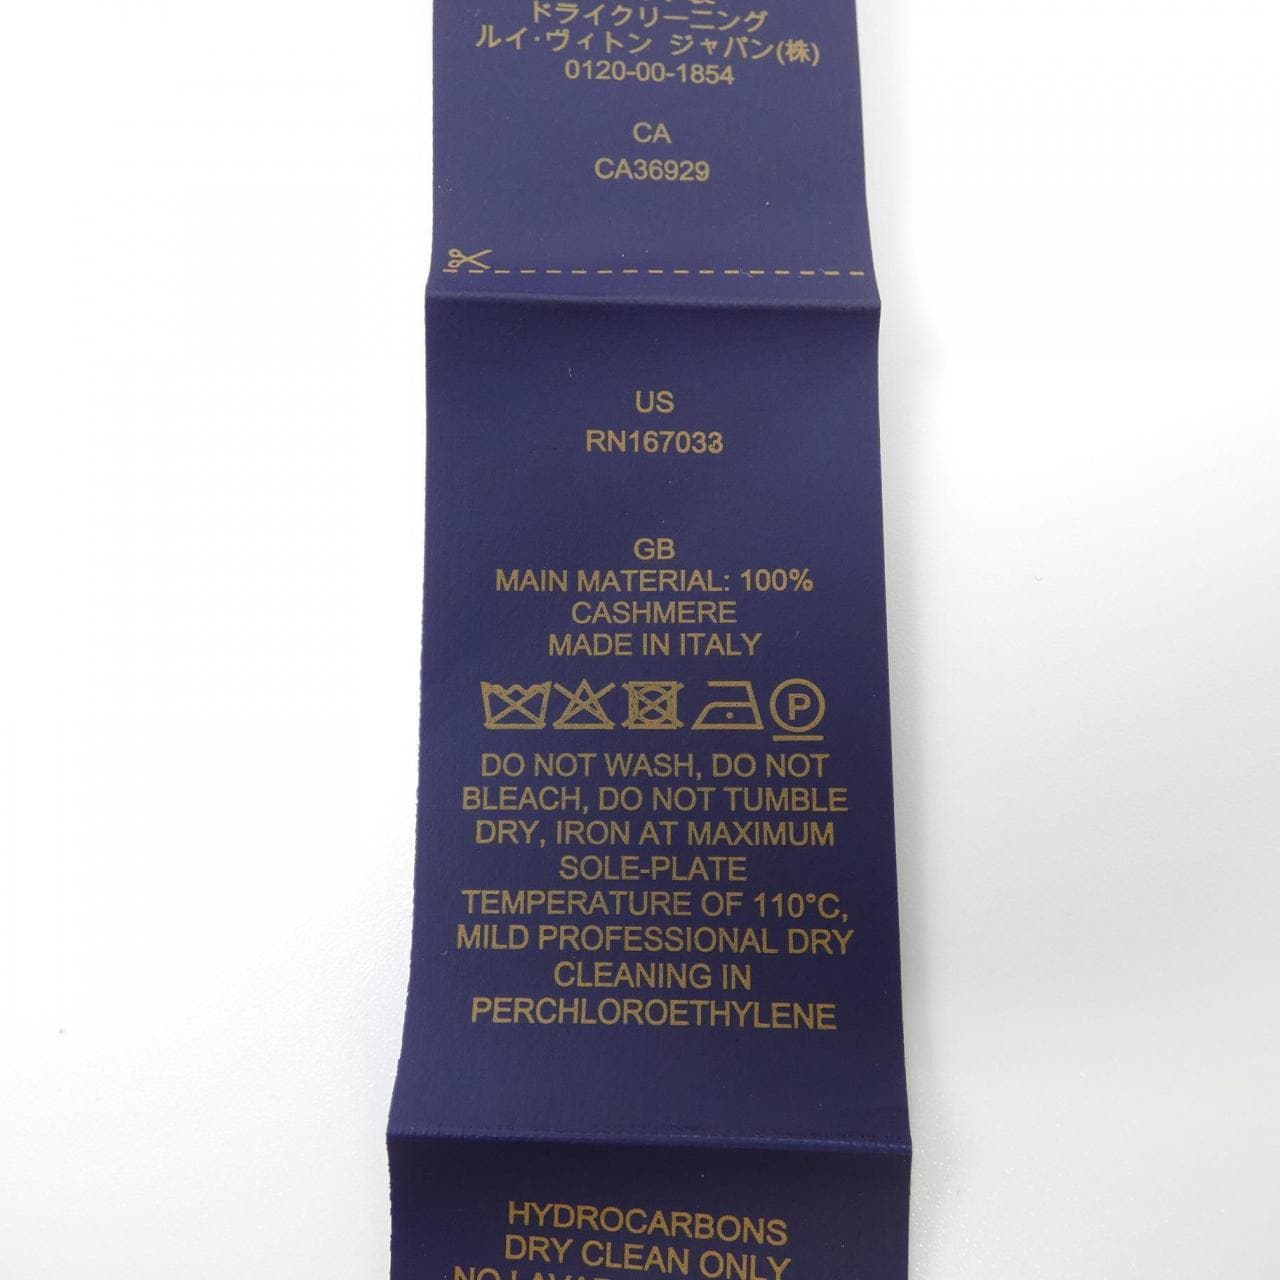 ドライクリーニング
ルイ・ヴィトン ジャパン(株)
0120-00-1854
CA
CA36929
US
RN167033
GB
MAIN MATERIAL: 100%
CASHMERE
MADE IN ITALY
P
DO NOT WASH, DO NOT
BLEACH, DO NOT TUMBLE
DRY, IRON AT MAXIMUM
SOLE-PLATE
TEMPERATURE OF 110°C,
MILD PROFESSIONAL DRY
CLEANING IN
PERCHLOROETHYLENE
HYDROCARBONS
DRY CLEAN ONLY
NO